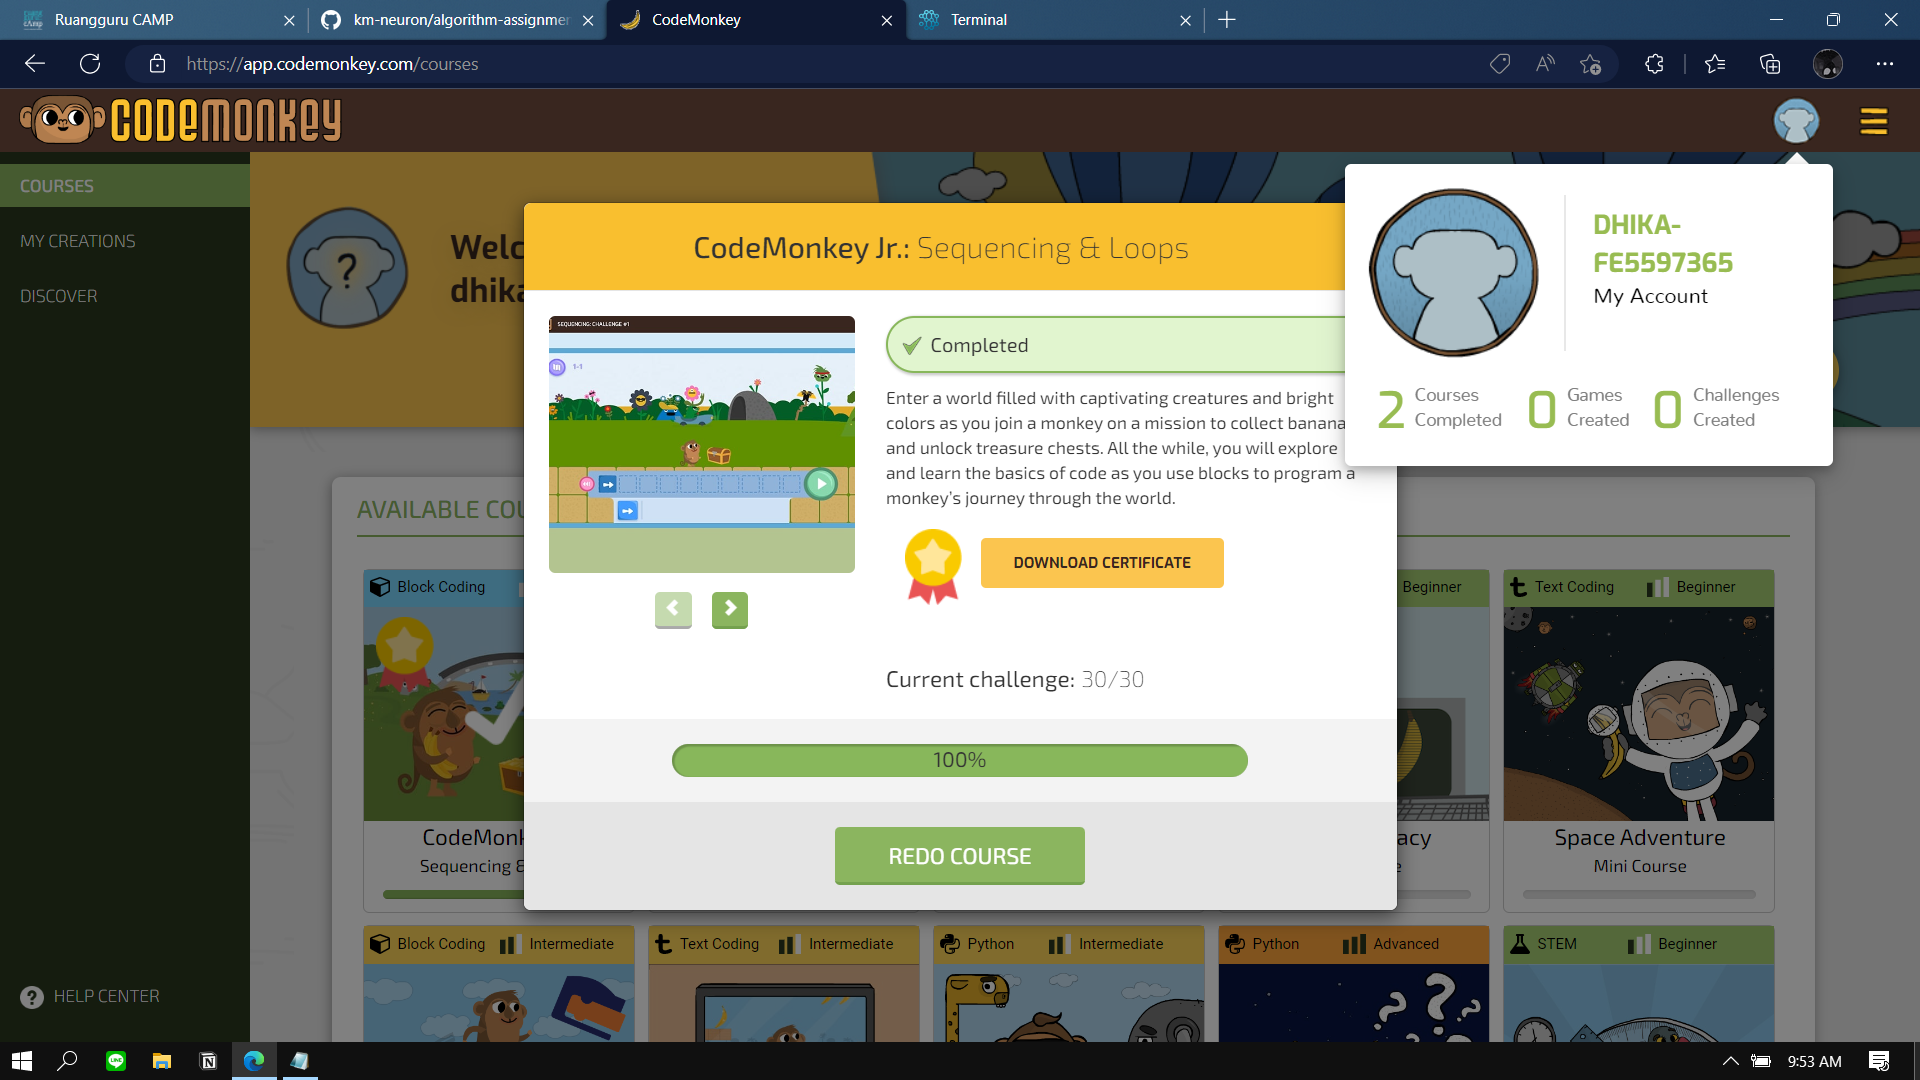 Ruangguru CAMP
km-neuron/algorithm-assignmen
CodeMonkey
Terminal
https://app.codemonkey.com/courses
CODEMONKEY
COURSES
MY CREATIONS
DISCOVER
HELP CENTER
Welc
dhika
DHIKA-
FE5597365
My Account
2 Courses Completed
0 Games Created
0 Challenges Created
CodeMonkey Jr.: Sequencing & Loops
SEQUENCING: CHALLENGE #1
1-1
Completed
Enter a world filled with captivating creatures and bright
colors as you join a monkey on a mission to collect banana
and unlock treasure chests. All the while, you will explore
and learn the basics of code as you use blocks to program a
monkey's journey through the world.
DOWNLOAD CERTIFICATE
Current challenge: 30/30
100%
REDO COURSE
AVAILABLE COU
Block Coding
Beginner
Text Coding Beginner
CodeMonk
Sequencing &
acy
Space Adventure
Mini Course
Block Coding Intermediate
Text Coding Intermediate
Python Intermediate
Python Advanced
STEM Beginner
9:53 AM